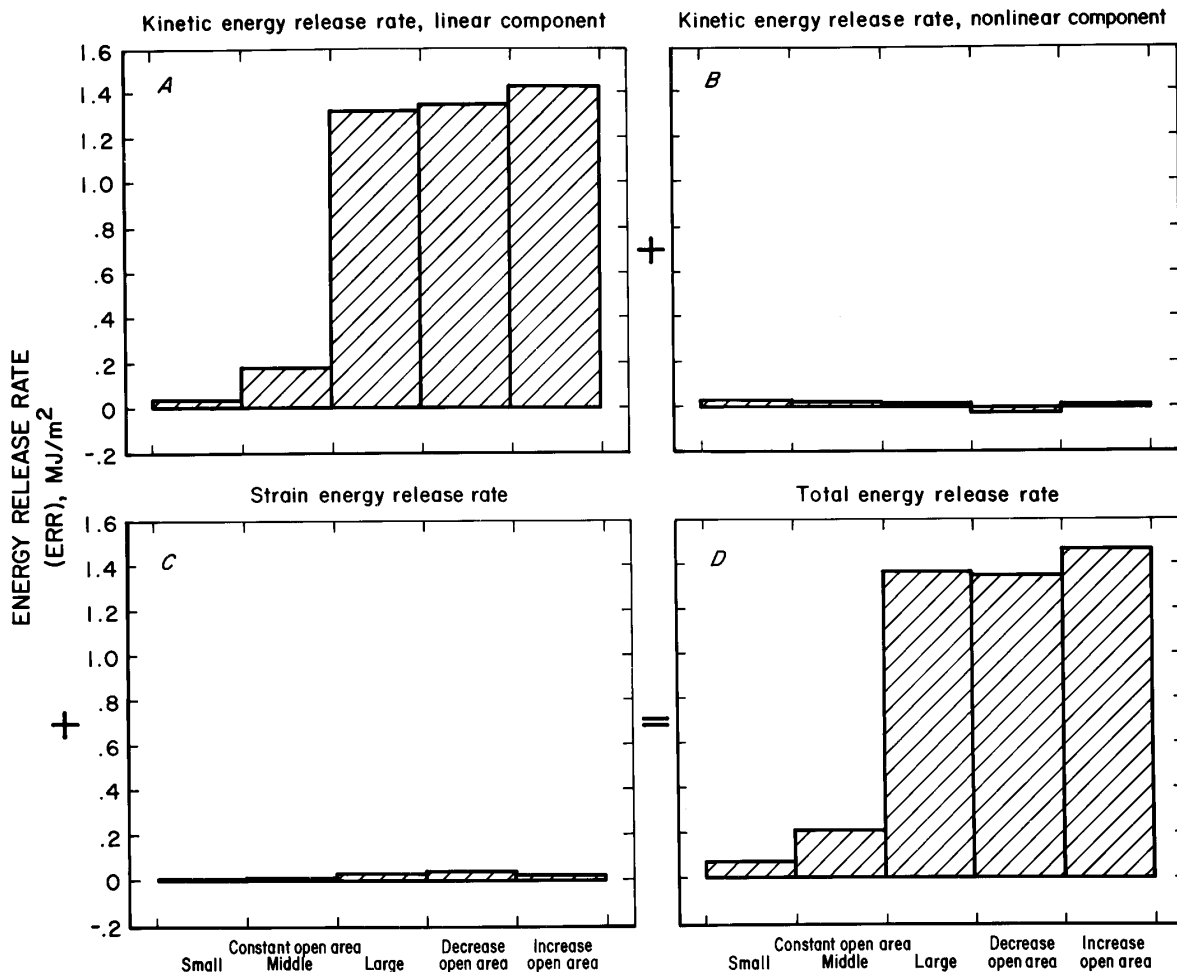 Kinetic energy release rate, linear component
Kinetic energy release rate, nonlinear component
1.6
1.4
1.2
1.0
.8
.6
.4
.2
0
-.2
A
B
+
ENERGY RELEASE RATE
(ERR), MJ/m²
Strain energy release rate
Total energy release rate
1.6
1.4
1.2
1.0
.8
.6
.4
.2
0
-.2
C
D
+
=
Constant open area
Small Middle Large
Decrease
open area
Increase
open area
Constant open area
Small Middle Large
Decrease
open area
Increase
open area